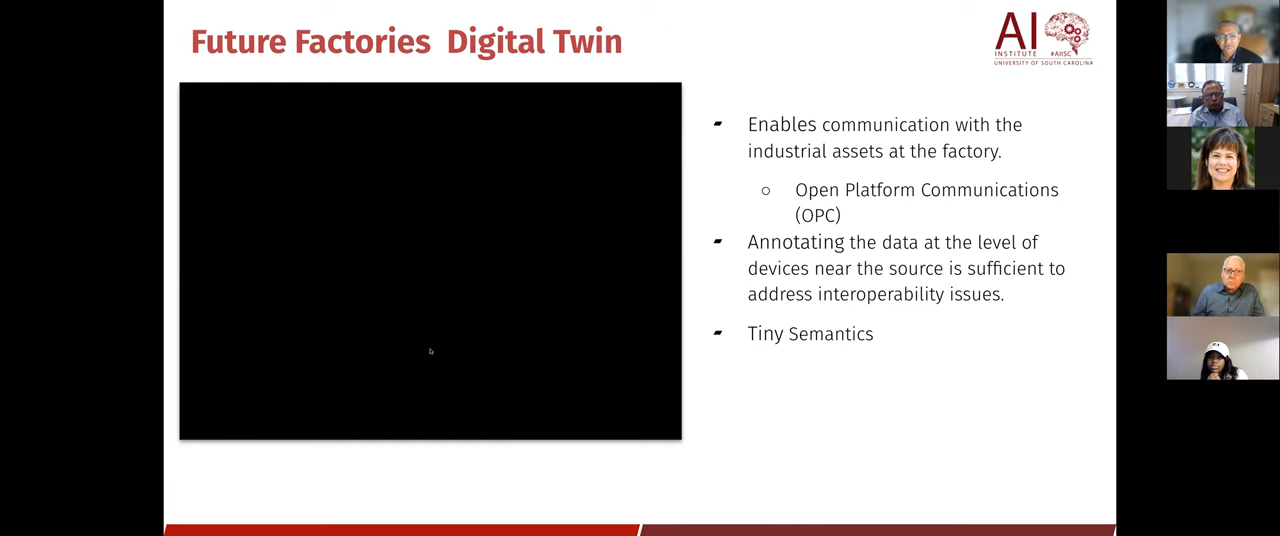 Future Factories Digital Twin
AI
INSTITUTE #AIISC
UNIVERSITY OF SOUTH CAROLINA
Enables communication with the
industrial assets at the factory.
Open Platform Communications
(OPC)
Annotating the data at the level of
devices near the source is sufficient to
address interoperability issues.
Tiny Semantics